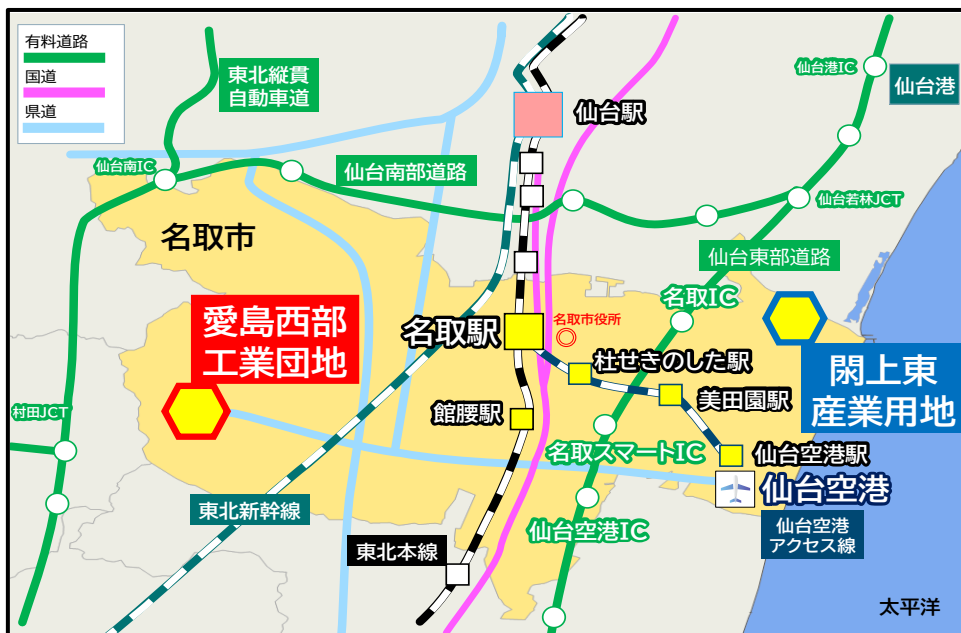 有料道路
国道
県道
東北縦貫
自動車道
仙台駅
仙台港IC
仙台港
仙台南IC
仙台南部道路
仙台若林JCT
名取市
仙台東部道路
名取IC
愛島西部
工業団地
名取駅
名取市役所
杜せきのした駅
閖上東
産業用地
美田園駅
館腰駅
村田JCT
名取スマートIC
仙台空港駅
仙台空港
東北新幹線
仙台空港IC
仙台空港
アクセス線
東北本線
太平洋